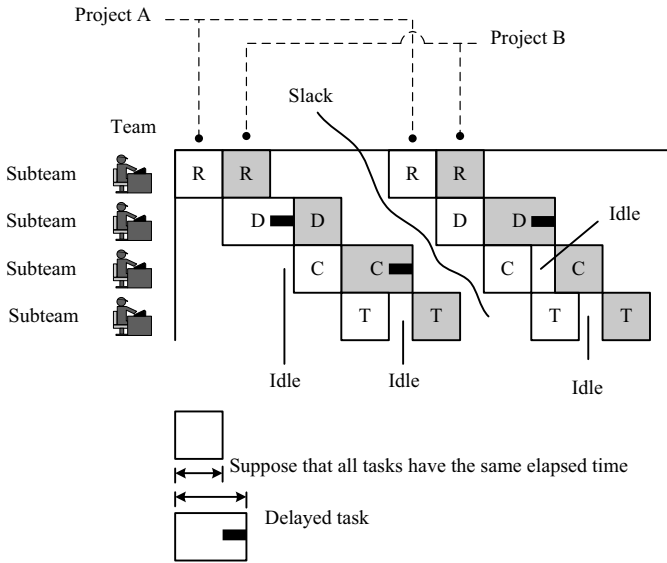 Project A
Project B
Slack
Team
Subteam
R R R R
Subteam
D D D D
Idle
Subteam
C C C C
Subteam
T T T T
Idle
Idle
Idle
Suppose that all tasks have the same elapsed time
Delayed task